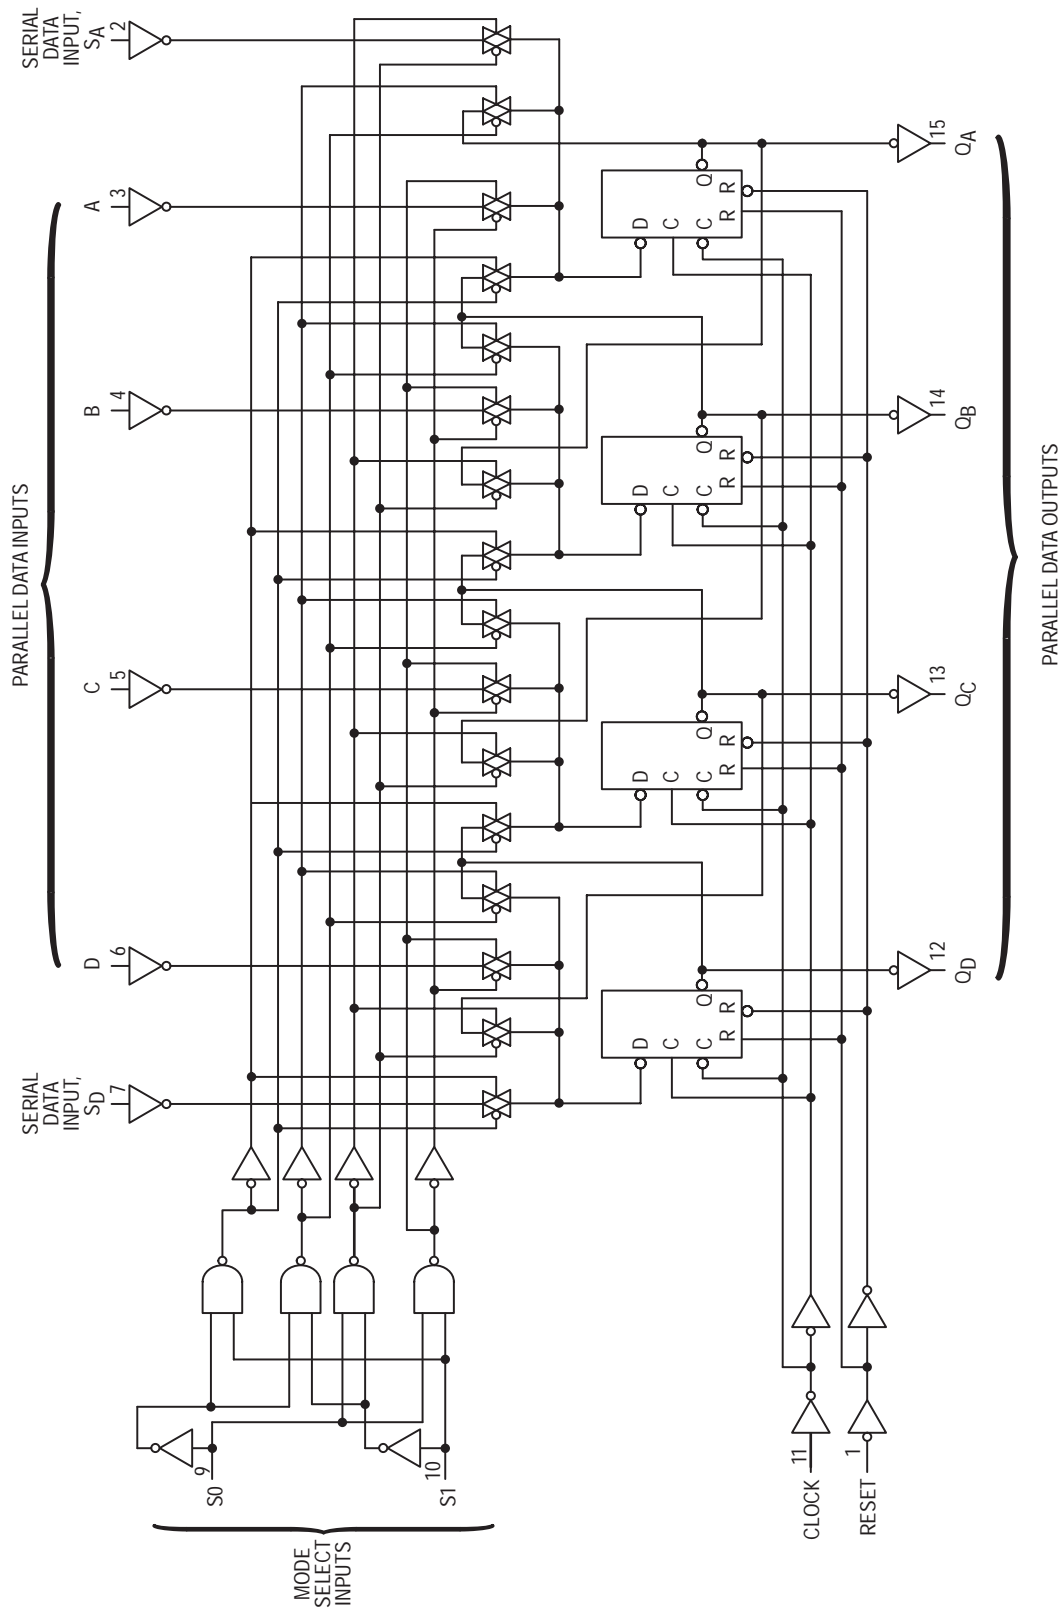 SERIAL
DATA
INPUT,
SA
2
PARALLEL DATA INPUTS
A
3
B
4
C
5
D
6
SERIAL
DATA
INPUT,
SD
7
D
C
C
Q
R
R
D
C
C
Q
R
R
D
C
C
Q
R
R
D
C
C
Q
R
R
15
QA
14
QB
13
QC
12
QD
PARALLEL DATA OUTPUTS
MODE
SELECT
INPUTS
S0
9
S1
10
CLOCK
11
RESET
1